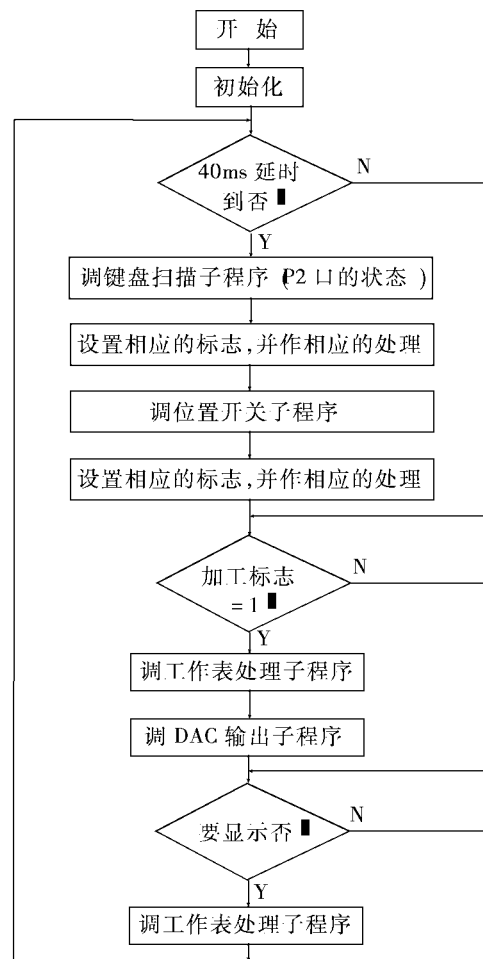 开 始
初始化
40ms 延时
到否
N
Y
调键盘扫描子程序(P2 口的状态)
设置相应的标志,并作相应的处理
调位置开关子程序
设置相应的标志,并作相应的处理
加工标志
= 1
N
Y
调工作表处理子程序
调 DAC 输出子程序
要显示否
N
Y
调工作表处理子程序